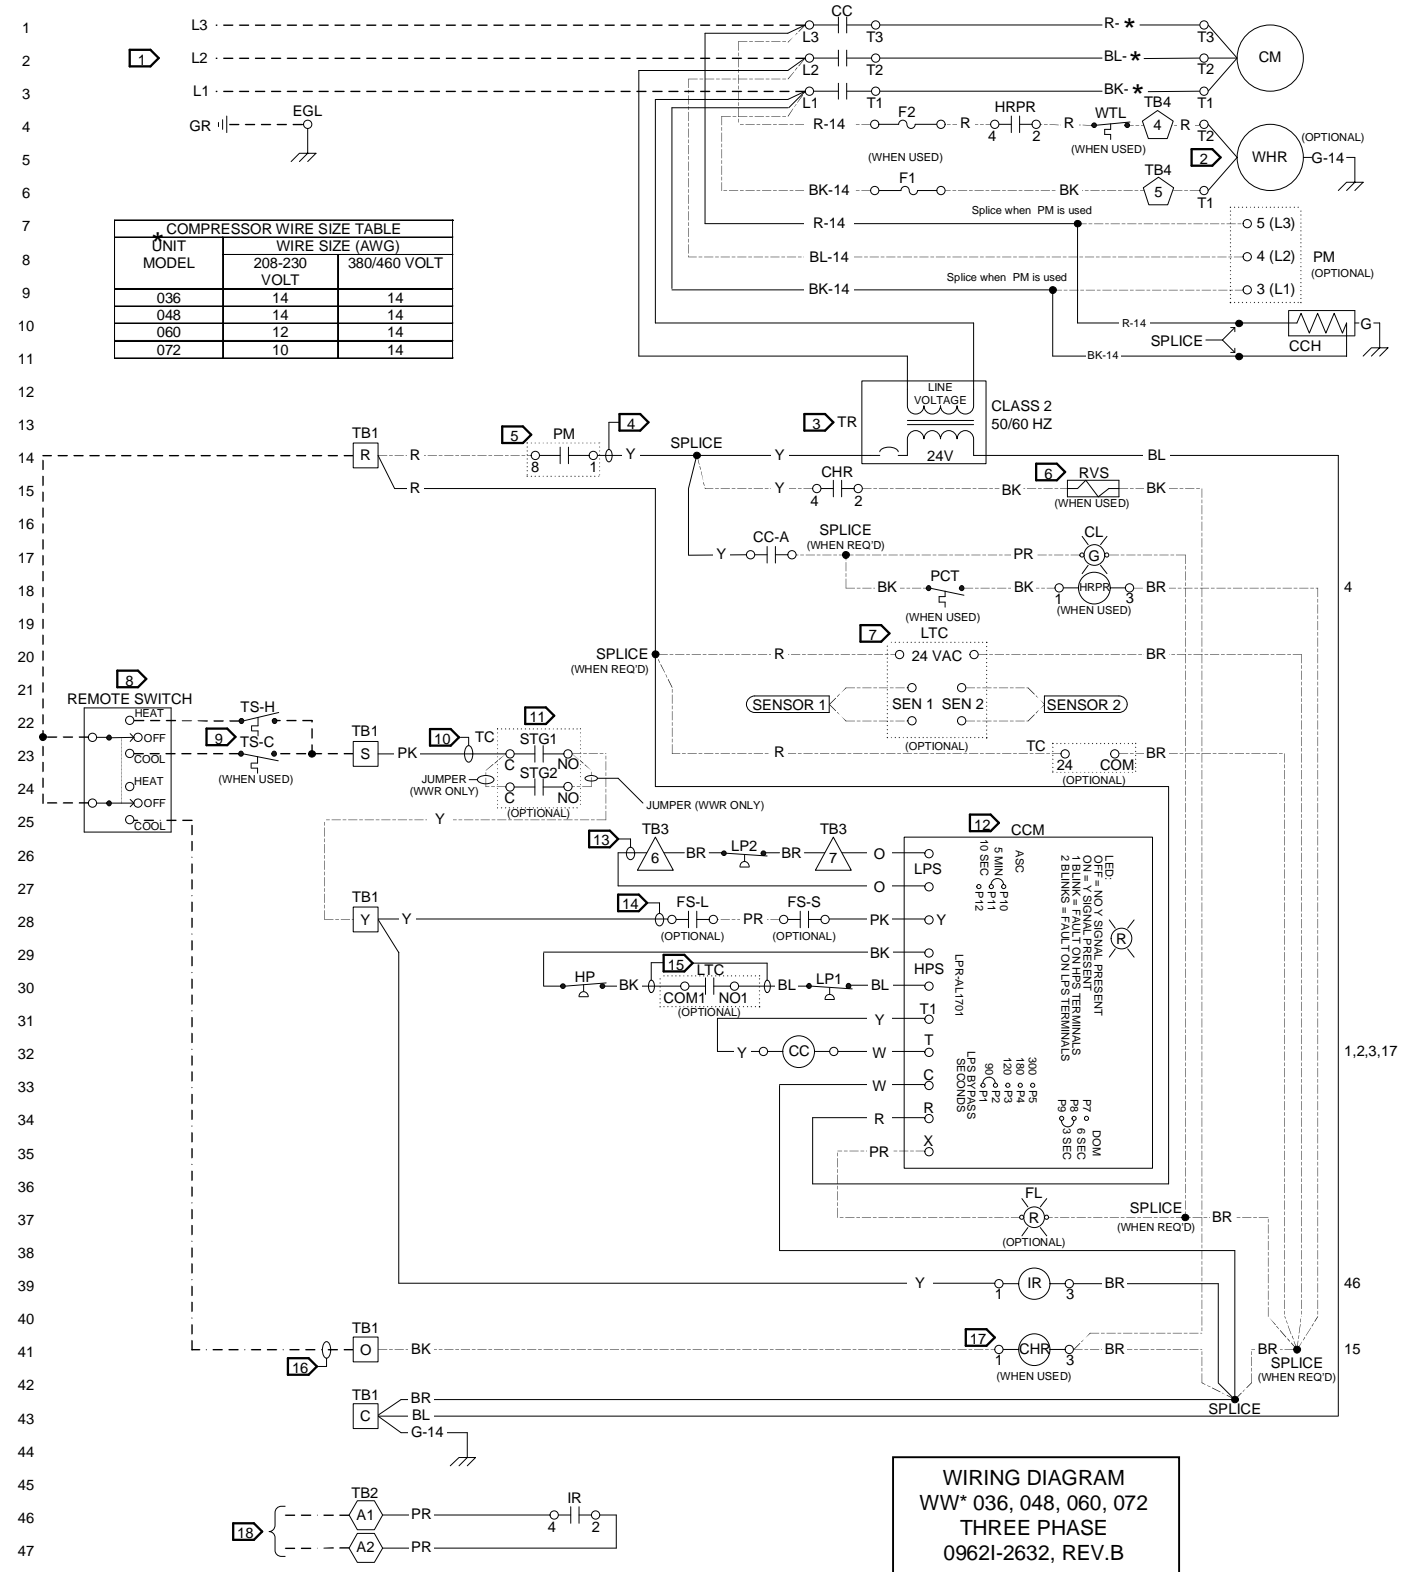 1 L3 L3 CC T3 R- * T3
2 1 L2 L2 T2 BL- * T2 CM
3 L1 L1 T1 BK- * T1
4 GR EGL R-14 F2 R HRPR 4 2 R WTL TB4 4 R T2 (OPTIONAL)
(WHEN USED)
5 (WHEN USED) 2 WHR G-14
6 BK-14 F1 BK TB4 5 T1
7 R-14 Splice when PM is used 5 (L3)
8 BL-14 4 (L2) PM
(OPTIONAL)
9 BK-14 Splice when PM is used 3 (L1)
COMPRESSOR WIRE SIZE TABLE
* UNIT MODEL WIRE SIZE (AWG)
208-230 VOLT 380/460 VOLT
036 14 14
048 14 14
060 12 14
072 10 14
10 R-14 SPLICE G
11 BK-14 CCH
12 LINE VOLTAGE
13 3 TR CLASS 2
50/60 HZ
14 TB1 R R 5 PM 8 1 4 Y SPLICE Y 24V BL
15 R Y CHR 4 2 BK 6 RVS BK
(WHEN USED)
16 SPLICE CL
(WHEN REQ'D)
17 Y CC-A PR G
18 BK PCT BK 1 HRPR 3 BR 4
(WHEN USED) (WHEN USED)
19 7 LTC
20 SPLICE R 24 VAC BR
(WHEN REQ'D)
21 8
REMOTE SWITCH SENSOR 1 SEN 1 SEN 2 SENSOR 2
22 HEAT TS-H 11
OFF (OPTIONAL)
23 9 TS-C TB1 S PK 10 TC STG1 C NO R TC 24 COM BR
COOL (WHEN USED) (OPTIONAL)
24 HEAT JUMPER (WWR ONLY) STG2 C NO
OFF (OPTIONAL) JUMPER (WWR ONLY)
25 COOL Y 12 CCM
26 13 TB3 6 BR LP2 BR TB3 7 O LPS
27 O
28 TB1 Y Y 14 FS-L PR FS-S PK Y
(OPTIONAL) (OPTIONAL)
29 BK HPS
30 HP BK 15 LTC COM1 NO1 BL LP1 BL
(OPTIONAL)
31 Y T1
32 Y CC W T 1,2,3,17
33 W C
34 R R
35 PR X
LED:
OFF = NO Y SIGNAL PRESENT
ON = Y SIGNAL PRESENT
1 BLINK = FAULT ON HPS TERMINALS
2 BLINKS = FAULT ON LPS TERMINALS
R
ASC
5 MIN P10
P11
10 SEC P12
LPR-AL1701
300 P5
180 P4
120 P3
90 P2
P1
LPS BYPASS
SECONDS
DOM
P7 6 SEC
P8 3 SEC
P9
36 FL
37 R SPLICE BR
(WHEN REQ'D)
38 (OPTIONAL)
39 Y 1 IR 3 BR 46
40
41 16 TB1 O BK 17 1 CHR 3 BR BR SPLICE 15
(WHEN USED) (WHEN REQ'D)
42 TB1 BR
43 C BL SPLICE
G-14
44
45
46 TB2 A1 PR IR 4 2
18
47 A2 PR
WIRING DIAGRAM
WW* 036, 048, 060, 072
THREE PHASE
0962I-2632, REV.B